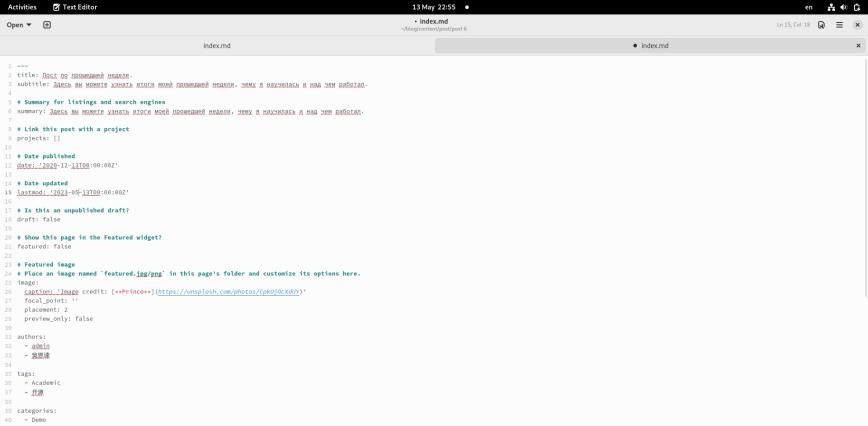 Activities Text Editor 13 May 22:55 en
Open index.md Ln 15, Col 18
~/blog/content/post/post 6
index.md index.md
1 ---
2 title: Пост по прошедшей неделе.
3 subtitle: Здесь вы можете узнать итоги моей прошедшей недели, чему я научилась и над чем работал.
4
5 # Summary for listings and search engines
6 summary: Здесь вы можете узнать итоги моей прошедшей недели, чему я научилась и над чем работал.
7
8 # Link this post with a project
9 projects: []
10
11 # Date published
12 date: '2020-12-13T00:00:00Z'
13
14 # Date updated
15 lastmod: '2023-05-13T00:00:00Z'
16
17 # Is this an unpublished draft?
18 draft: false
19
20 # Show this page in the Featured widget?
21 featured: false
22
23 # Featured image
24 # Place an image named `featured.jpg/png` in this page's folder and customize its options here.
25 image:
26 caption: 'Image credit: [**Prince**](https://unsplash.com/photos/CpkOjOcXdUY)'
27 focal_point: ''
28 placement: 2
29 preview_only: false
30
31 authors:
32 - admin
33 - 吳恩達
34
35 tags:
36 - Academic
37 - 开源
38
39 categories:
40 - Demo